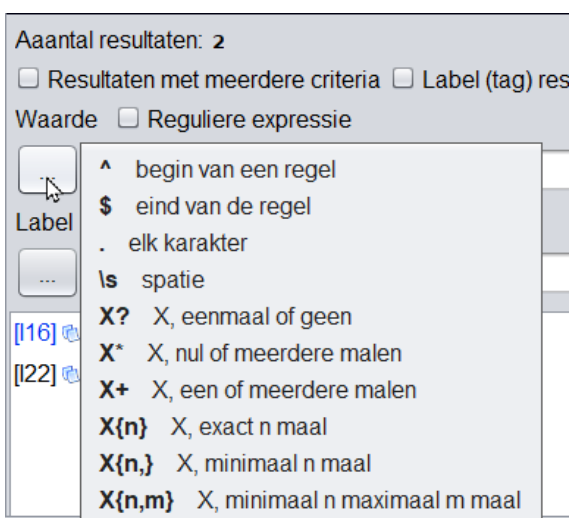 Aaantal resultaten: 2
Resultaten met meerdere criteria Label (tag) res
Waarde Reguliere expressie
...
^ begin van een regel
$ eind van de regel
Label
. elk karakter
...
\s spatie
X? X, eenmaal of geen
[I16]
X* X, nul of meerdere malen
[I22]
X+ X, een of meerdere malen
X{n} X, exact n maal
X{n,} X, minimaal n maal
X{n,m} X, minimaal n maximaal m maal